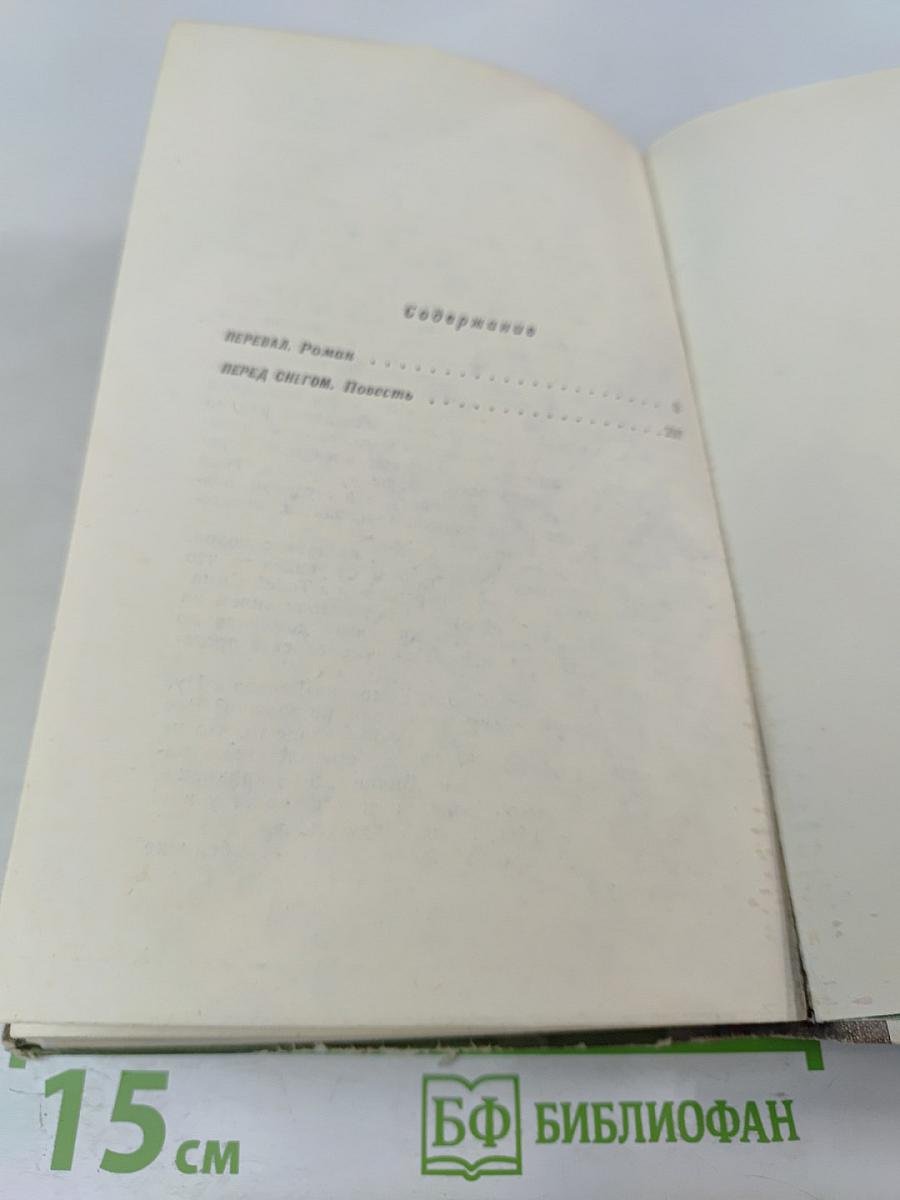 Содержание
ПЕРЕВАЛ. Роман . . . . . . . . . . . . . . . . . . . .
ПЕРЕД СНЕГОМ. Повесть . . . . . . . . . . . . . . . .
15 см
БФ БИБЛИОФАН